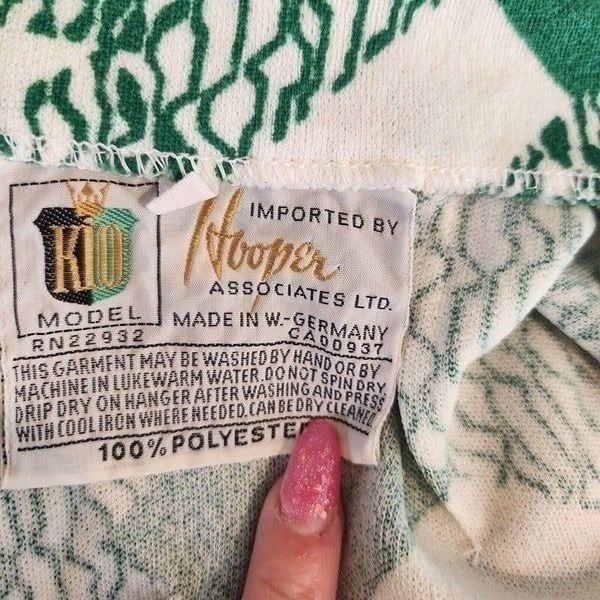 KIO
MODEL
RN22932
IMPORTED BY
Hooper
ASSOCIATES LTD.
MADE IN W.-GERMANY
CA00937
THIS GARMENT MAY BE WASHED BY HAND OR BY
MACHINE IN LUKEWARM WATER. DO NOT SPIN DRY
DRIP DRY ON HANGER AFTER WASHING AND PRESS
WITH COOL IRON WHERE NEEDED. CAN BE DRY CLEANED
100% POLYESTE